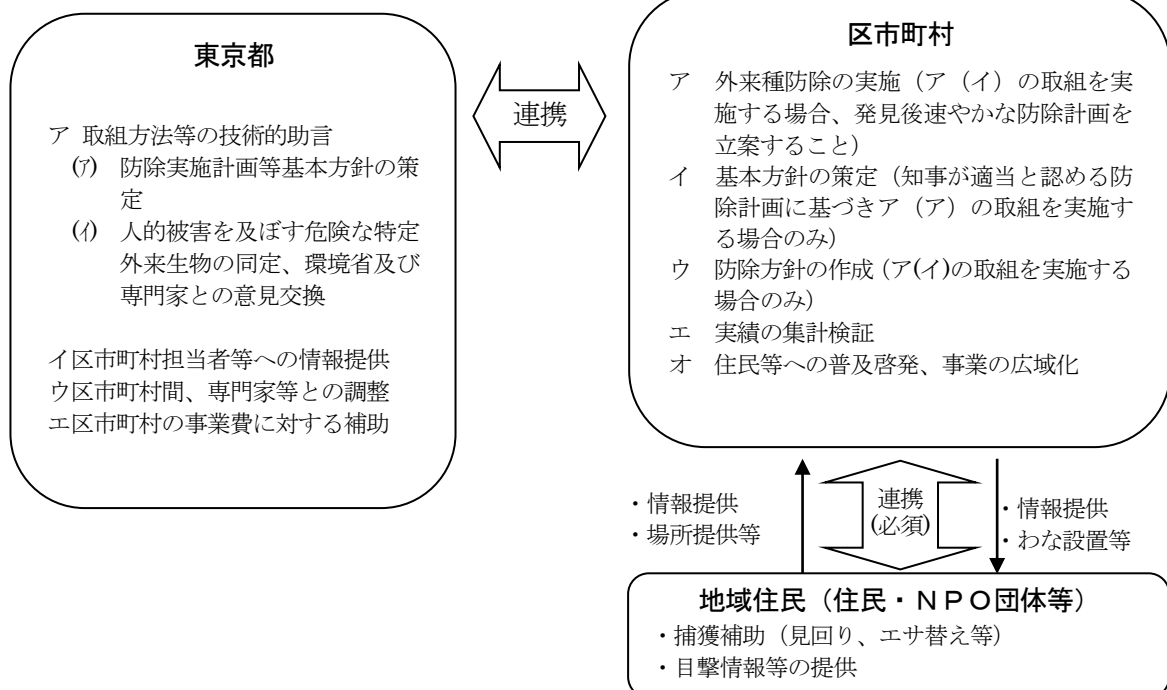 東京都
ア 取組方法等の技術的助言
(ｱ) 防除実施計画等基本方針の策
定
(ｲ) 人的被害を及ぼす危険な特定
外来生物の同定、環境省及び
専門家との意見交換
イ区市町村担当者等への情報提供
ウ区市町村間、専門家等との調整
エ区市町村の事業費に対する補助
連携
区市町村
ア 外来種防除の実施（ア（イ）の取組を実
施する場合、発見後速やかな防除計画を
立案すること）
イ 基本方針の策定（知事が適当と認める防
除計画に基づきア（ア）の取組を実施す
る場合のみ）
ウ 防除方針の作成（ア(イ)の取組を実施する
場合のみ）
エ 実績の集計検証
オ 住民等への普及啓発、事業の広域化
・情報提供
・場所提供等
連携
(必須)
・情報提供
・わな設置等
地域住民（住民・ＮＰＯ団体等）
・捕獲補助（見回り、エサ替え等）
・目撃情報等の提供